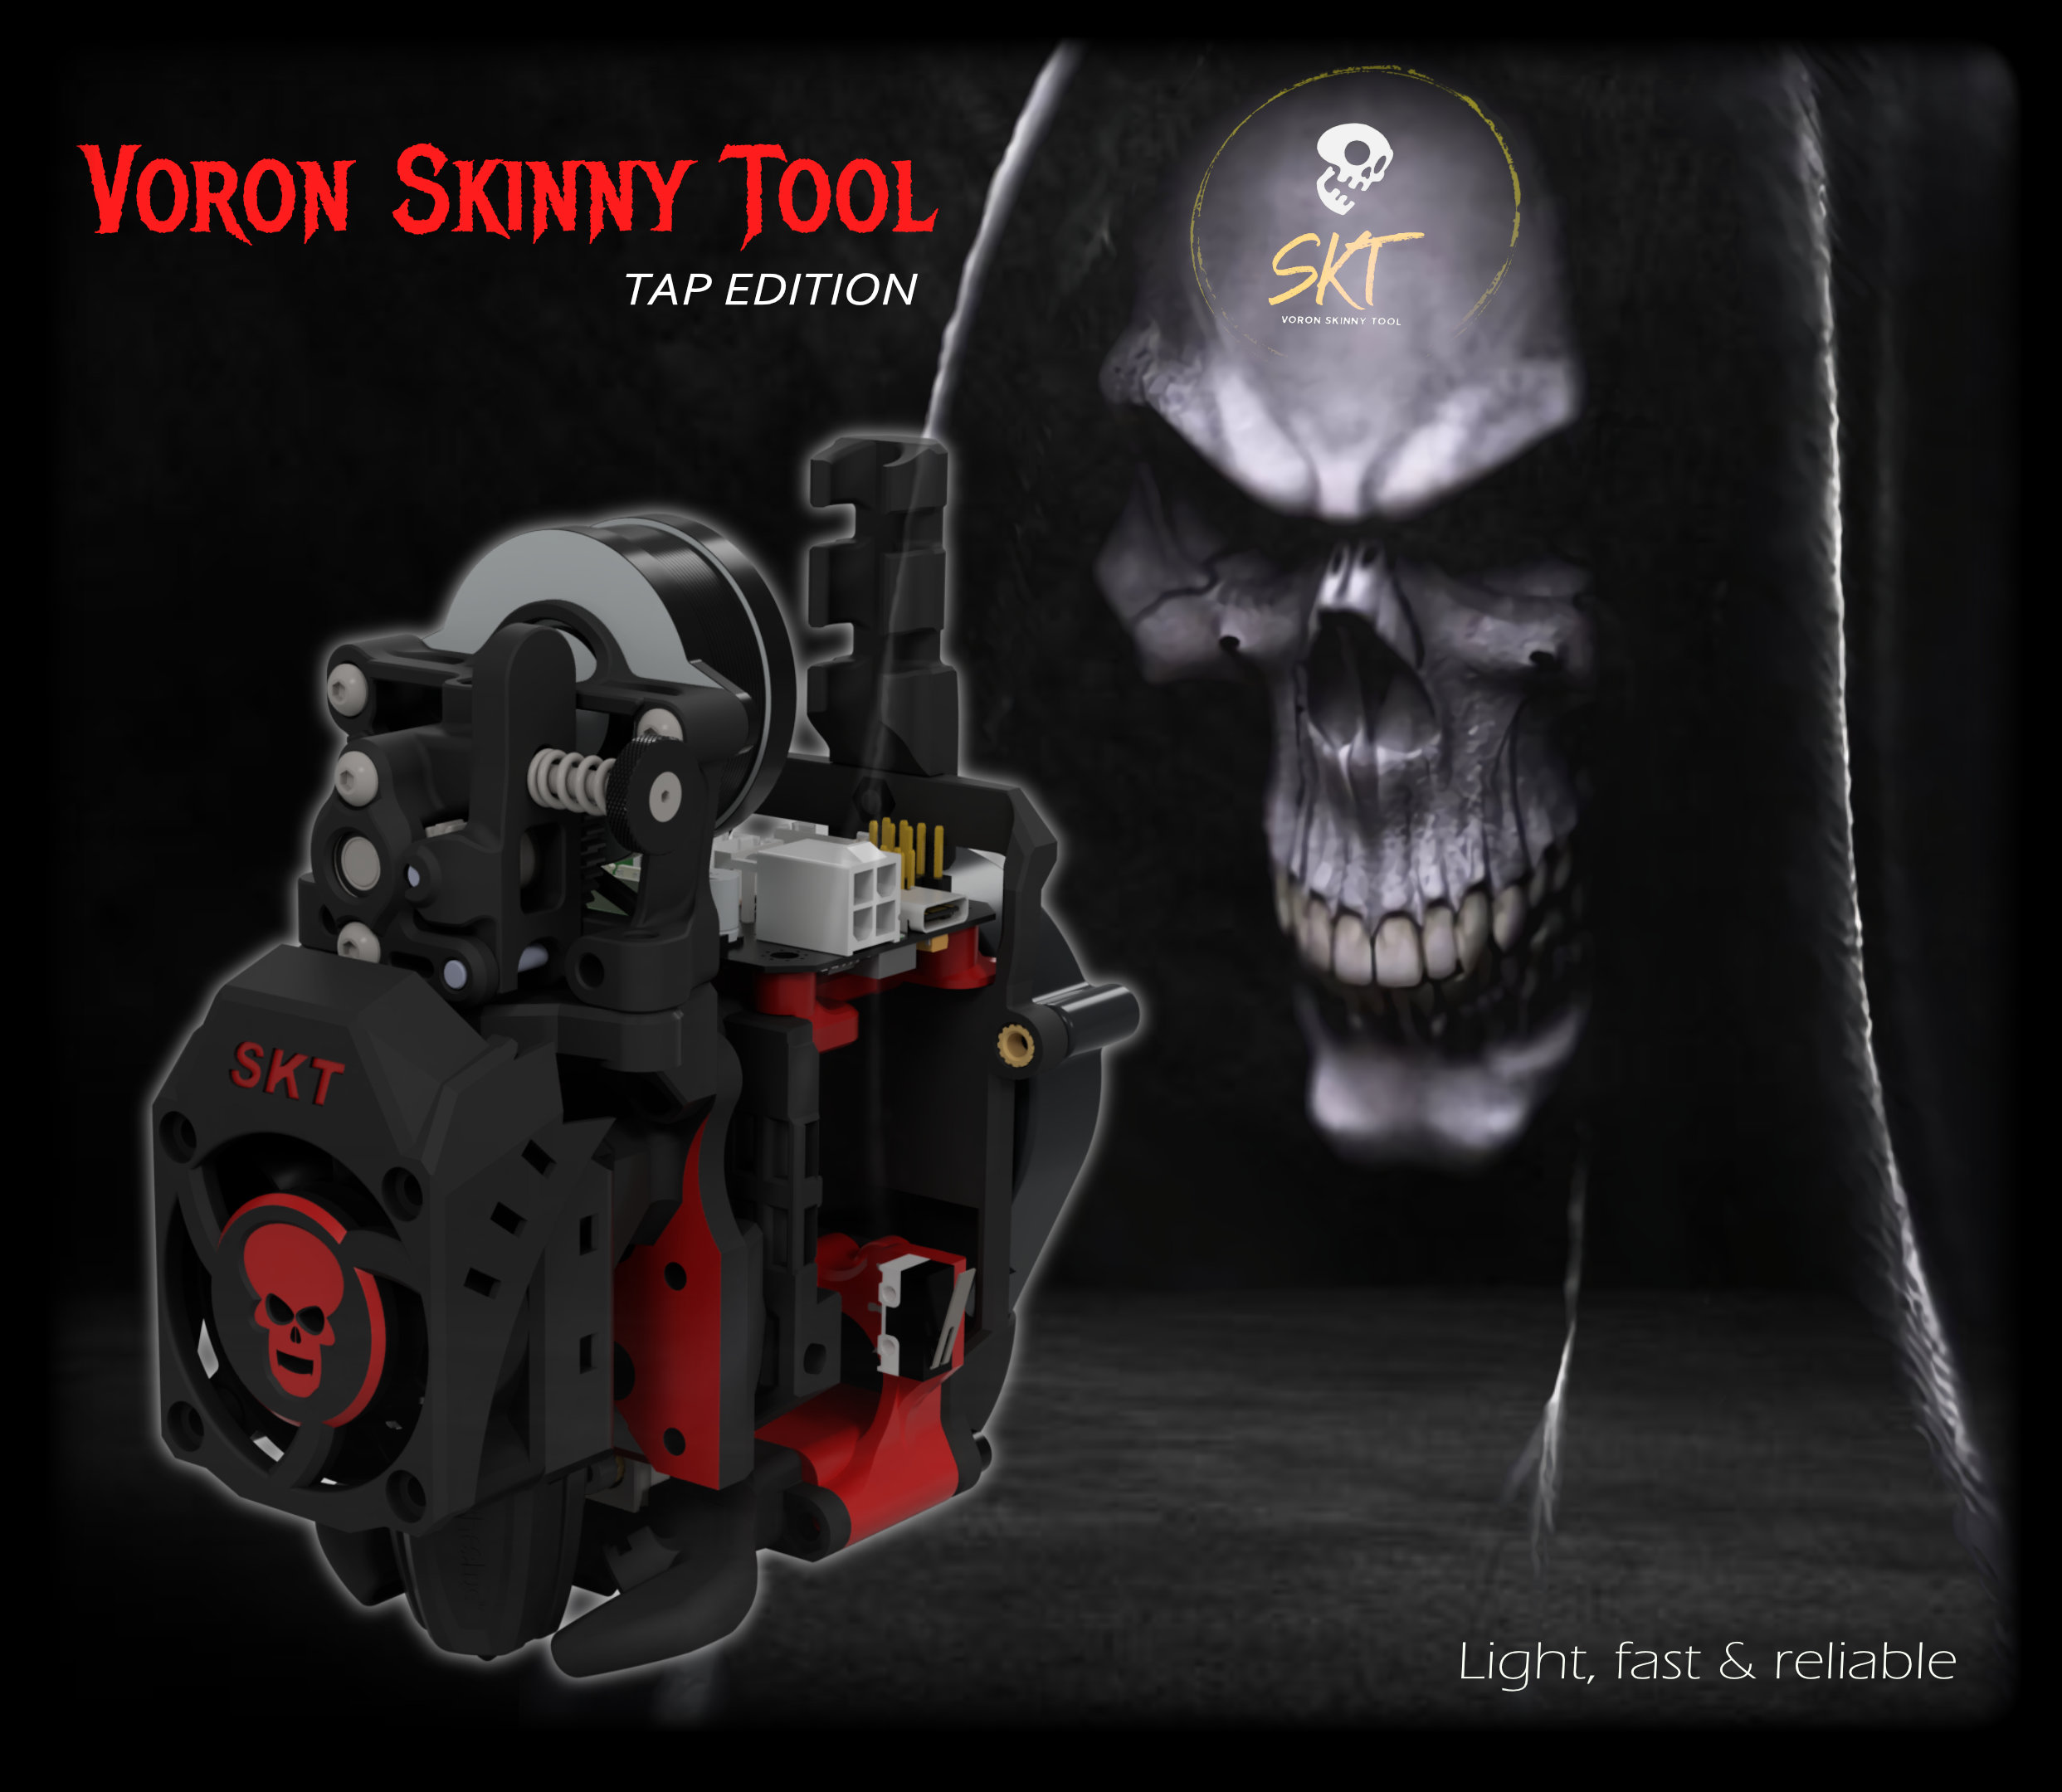 VORON SKINNY TOOL
TAP EDITION
SKT
VORON SKINNY TOOL
SKT
Light, fast & reliable